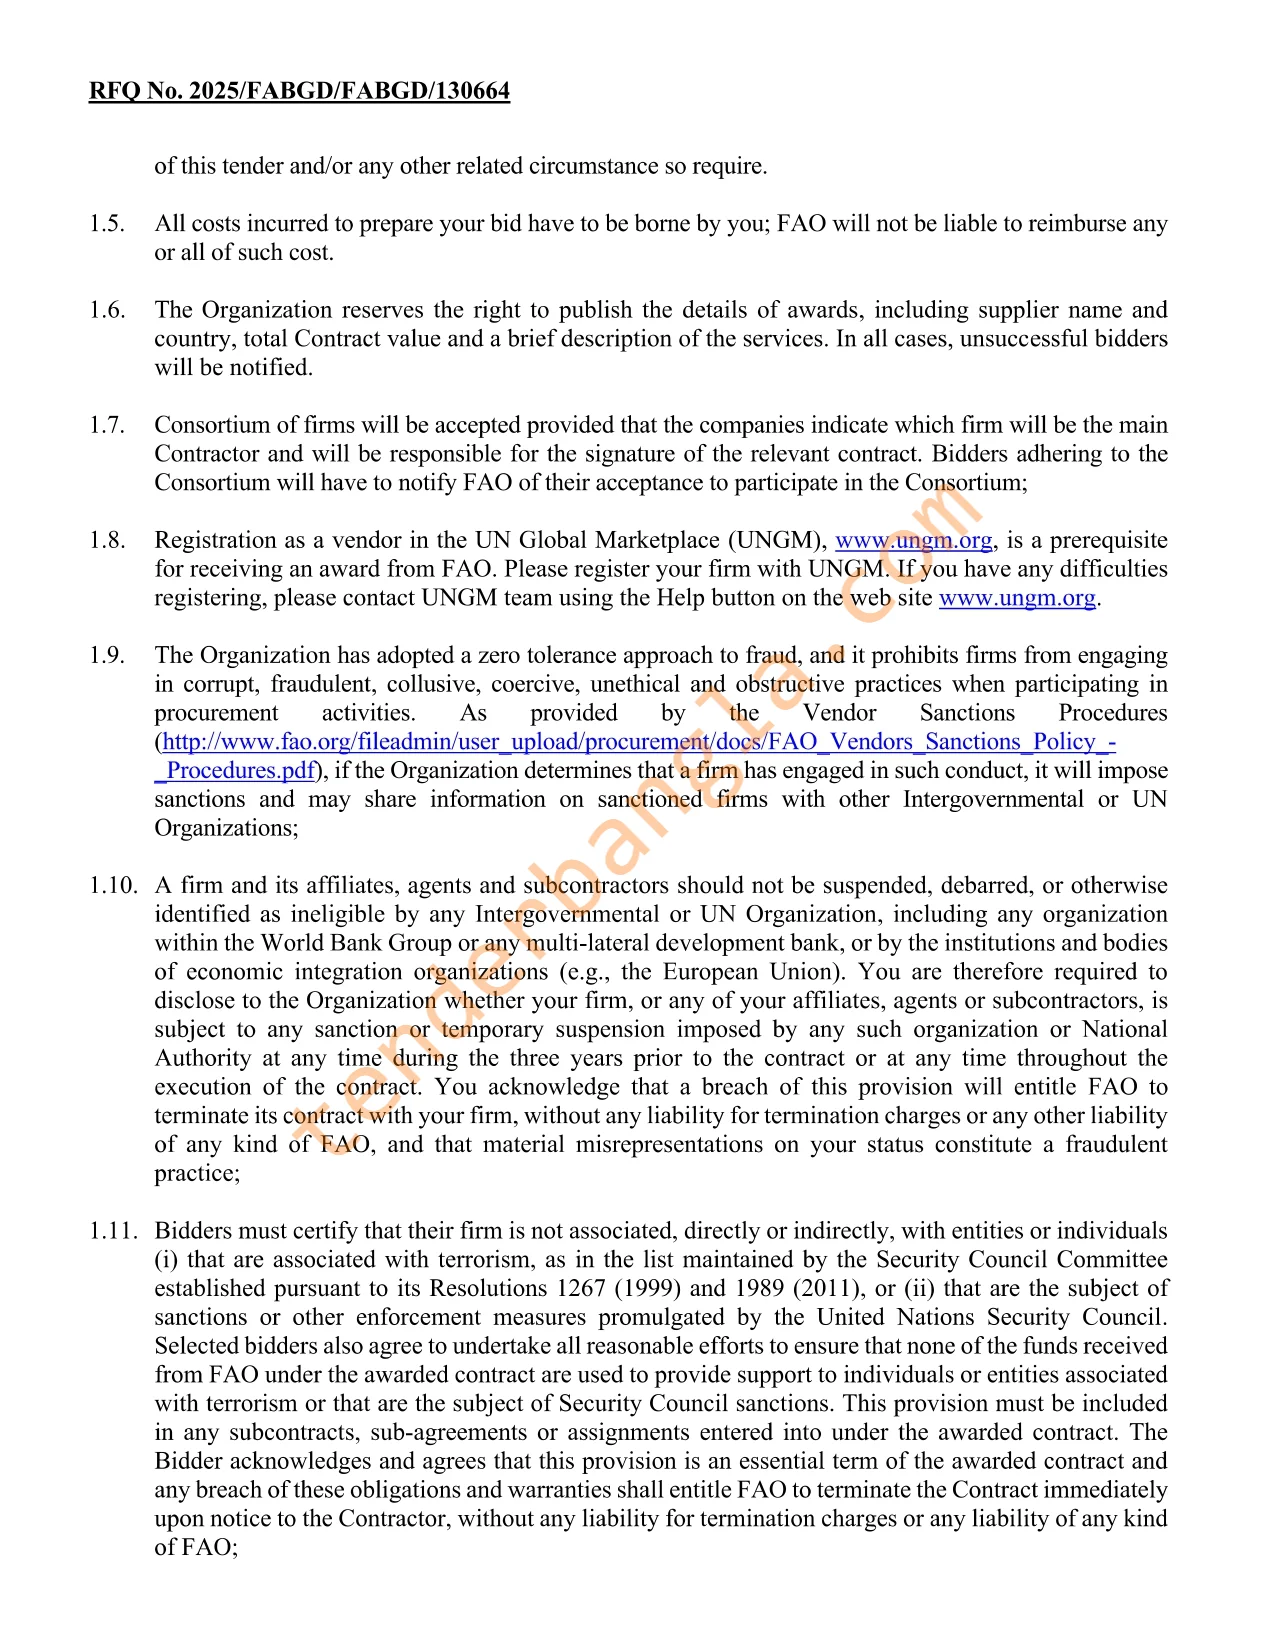 RFQ No. 2025/FABGD/FABGD/130664
of this tender and/or any other related circumstance so require.
1.5. All costs incurred to prepare your bid have to be borne by you; FAO will not be liable to reimburse any
or all of such cost.
1.6. The Organization reserves the right to publish the details of awards, including supplier name and
country, total Contract value and a brief description of the services. In all cases, unsuccessful bidders
will be notified.
1.7. Consortium of firms will be accepted provided that the companies indicate which firm will be the main
Contractor and will be responsible for the signature of the relevant contract. Bidders adhering to the
Consortium will have to notify FAO of their acceptance to participate in the Consortium;
1.8. Registration as a vendor in the UN Global Marketplace (UNGM), www.ungm.org, is a prerequisite
for receiving an award from FAO. Please register your firm with UNGM. If you have any difficulties
registering, please contact UNGM team using the Help button on the web site www.ungm.org.
1.9. The Organization has adopted a zero tolerance approach to fraud, and it prohibits firms from engaging
in corrupt, fraudulent, collusive, coercive, unethical and obstructive practices when participating in
procurement activities. As provided by the Vendor Sanctions Procedures
(http://www.fao.org/fileadmin/user_upload/procurement/docs/FAO_Vendors_Sanctions_Policy_-
_Procedures.pdf), if the Organization determines that a firm has engaged in such conduct, it will impose
sanctions and may share information on sanctioned firms with other Intergovernmental or UN
Organizations;
1.10. A firm and its affiliates, agents and subcontractors should not be suspended, debarred, or otherwise
identified as ineligible by any Intergovernmental or UN Organization, including any organization
within the World Bank Group or any multi-lateral development bank, or by the institutions and bodies
of economic integration organizations (e.g., the European Union). You are therefore required to
disclose to the Organization whether your firm, or any of your affiliates, agents or subcontractors, is
subject to any sanction or temporary suspension imposed by any such organization or National
Authority at any time during the three years prior to the contract or at any time throughout the
execution of the contract. You acknowledge that a breach of this provision will entitle FAO to
terminate its contract with your firm, without any liability for termination charges or any other liability
of any kind of FAO, and that material misrepresentations on your status constitute a fraudulent
practice;
1.11. Bidders must certify that their firm is not associated, directly or indirectly, with entities or individuals
(i) that are associated with terrorism, as in the list maintained by the Security Council Committee
established pursuant to its Resolutions 1267 (1999) and 1989 (2011), or (ii) that are the subject of
sanctions or other enforcement measures promulgated by the United Nations Security Council.
Selected bidders also agree to undertake all reasonable efforts to ensure that none of the funds received
from FAO under the awarded contract are used to provide support to individuals or entities associated
with terrorism or that are the subject of Security Council sanctions. This provision must be included
in any subcontracts, sub-agreements or assignments entered into under the awarded contract. The
Bidder acknowledges and agrees that this provision is an essential term of the awarded contract and
any breach of these obligations and warranties shall entitle FAO to terminate the Contract immediately
upon notice to the Contractor, without any liability for termination charges or any liability of any kind
of FAO;
tenderbangla.com